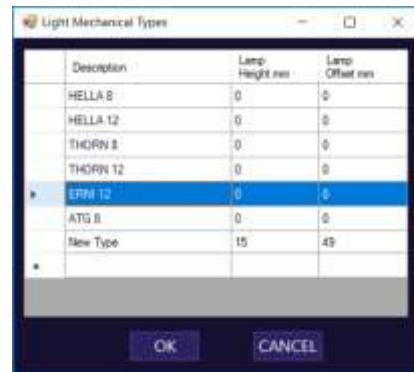 Light Mechanical Types
Description Lamp Height mm Lamp Offset mm
HELLA 8 0 0
HELLA 12 0 0
THORN 8 0 0
THORN 12 0 0
ERNI 12 0 0
ATG 8 0 0
New Type 15 49
OK CANCEL